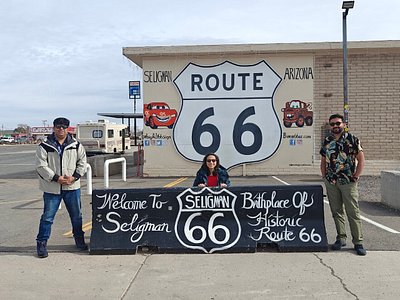 SELIGMAN
ARIZONA
ROUTE
66
Welcome To
Seligman
SELIGMAN
66
Birthplace Of
Historic
Route 66